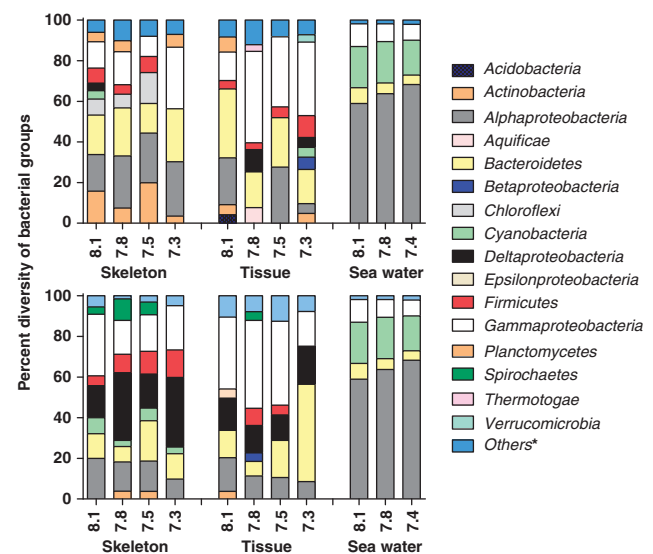 Percent diversity of bacterial groups
100
80
60
40
20
0
8.1 7.8 7.5 7.3 8.1 7.8 7.5 7.3 8.1 7.8 7.4
Skeleton Tissue Sea water
100
80
60
40
20
0
8.1 7.8 7.5 7.3 8.1 7.8 7.5 7.3 8.1 7.8 7.4
Skeleton Tissue Sea water
Acidobacteria
Actinobacteria
Alphaproteobacteria
Aquificae
Bacteroidetes
Betaproteobacteria
Chloroflexi
Cyanobacteria
Deltaproteobacteria
Epsilonproteobacteria
Firmicutes
Gammaproteobacteria
Planctomycetes
Spirochaetes
Thermotogae
Verrucomicrobia
Others*